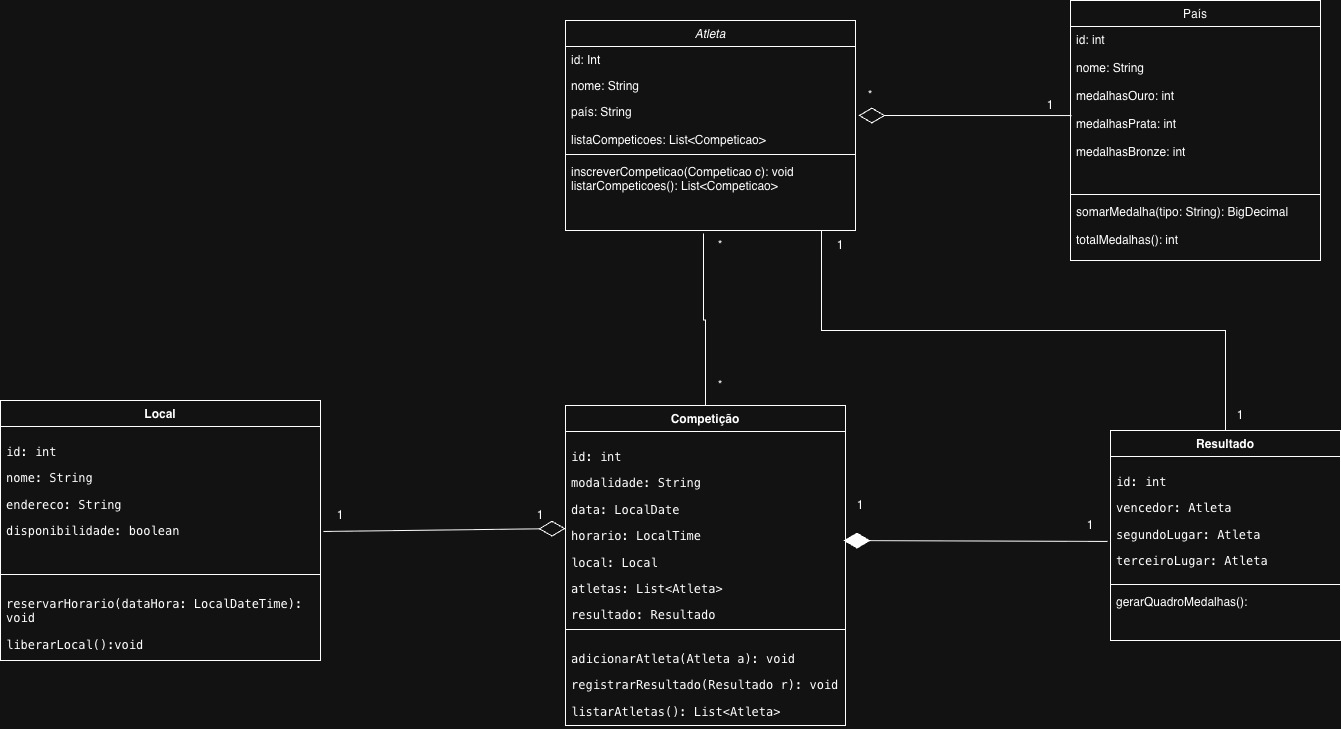 Atleta
id: Int
nome: String
país: String
listaCompeticoes: List<Competicao>
inscreverCompeticao(Competicao c): void
listarCompeticoes(): List<Competicao>
*
1
País
id: int
nome: String
medalhasOuro: int
medalhasPrata: int
medalhasBronze: int
somarMedalha(tipo: String): BigDecimal
totalMedalhas(): int
*
1
*
1
Local
id: int
nome: String
endereco: String
disponibilidade: boolean
reservarHorario(dataHora: LocalDateTime):
void
liberarLocal():void
1
1
Competição
id: int
modalidade: String
data: LocalDate
horario: LocalTime
local: Local
atletas: List<Atleta>
resultado: Resultado
adicionarAtleta(Atleta a): void
registrarResultado(Resultado r): void
listarAtletas(): List<Atleta>
1
1
Resultado
id: int
vencedor: Atleta
segundoLugar: Atleta
terceiroLugar: Atleta
gerarQuadroMedalhas():